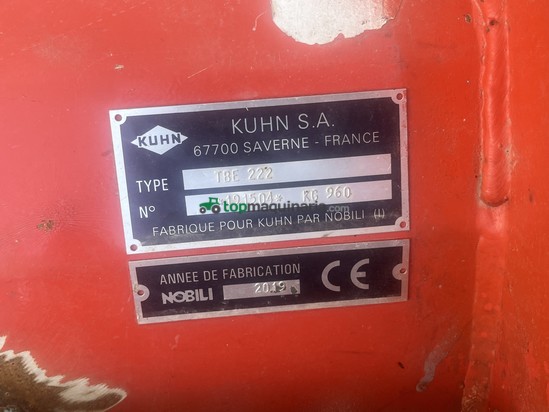 KUHN
KUHN S.A.
67700 SAVERNE - FRANCE
TYPE TBE 222
N° KG 960
topmaquinaria.com
FABRIQUE POUR KUHN PAR NOBILI (I)
ANNEE DE FABRICATION
NOBILI 2019
CE